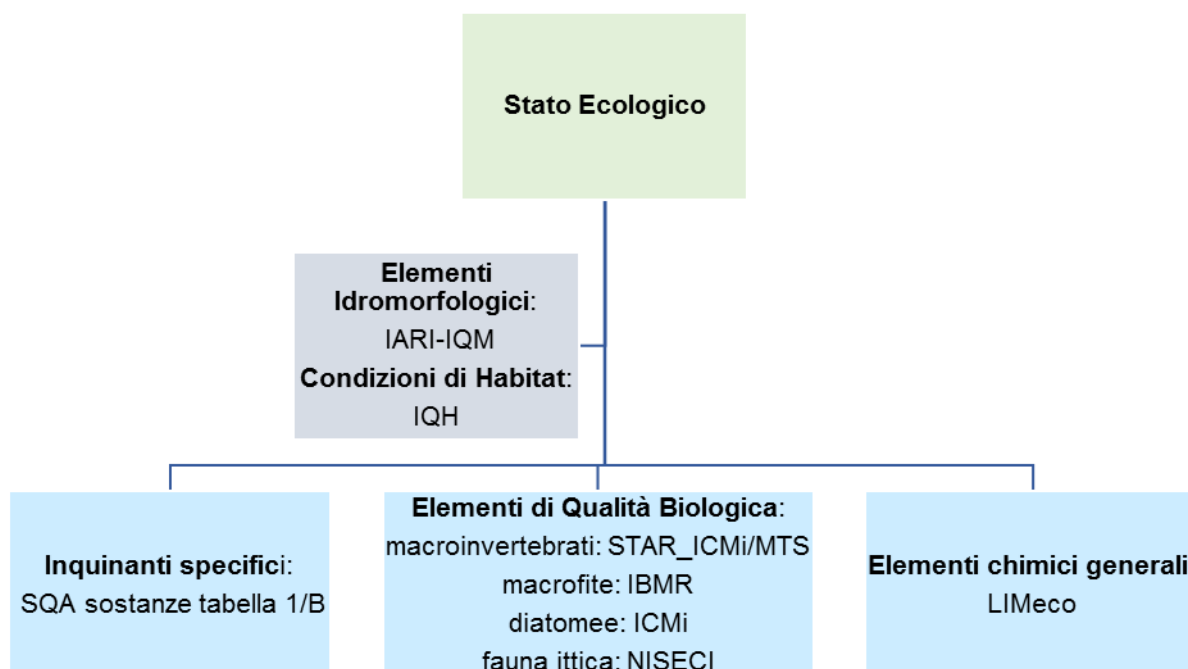 Stato Ecologico
Elementi
Idromorfologici:
IARI-IQM
Condizioni di Habitat:
IQH
Inquinanti specifici:
SQA sostanze tabella 1/B
Elementi di Qualità Biologica:
macroinvertebrati: STAR_ICMi/MTS
macrofite: IBMR
diatomee: ICMi
fauna ittica: NISECI
Elementi chimici generali
LIMeco